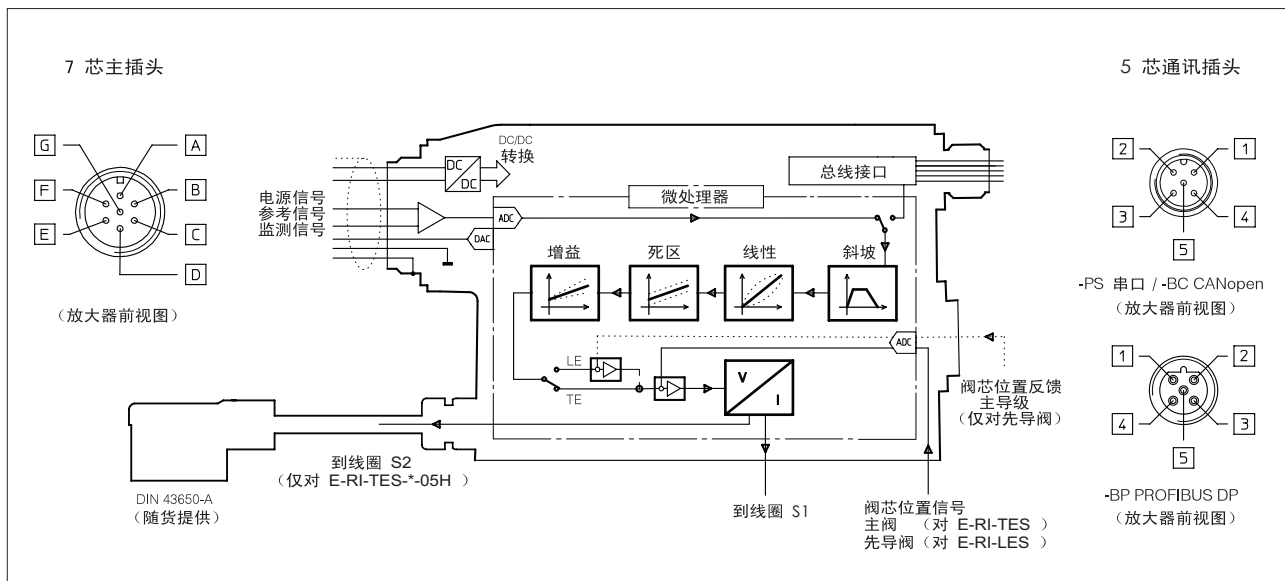 7 芯主插头
5 芯通讯插头
G
A
F
B
E
C
D
(放大器前视图)
电源信号
参考信号
监测信号
DC/DC
转换
DC
DC
总线接口
微处理器
ADC
DAC
增益
死区
线性
斜坡
ADC
LE
TE
V
I
阀芯位置反馈
主导级
(仅对先导阀)
到线圈 S2
(仅对 E-RI-TES-*-05H )
DIN 43650-A
(随货提供)
到线圈 S1
阀芯位置信号
主阀 (对 E-RI-TES )
先导阀(对 E-RI-LES )
2
1
3
4
5
-PS 串口 / -BC CANopen
(放大器前视图)
1
2
4
3
5
-BP PROFIBUS DP
(放大器前视图)